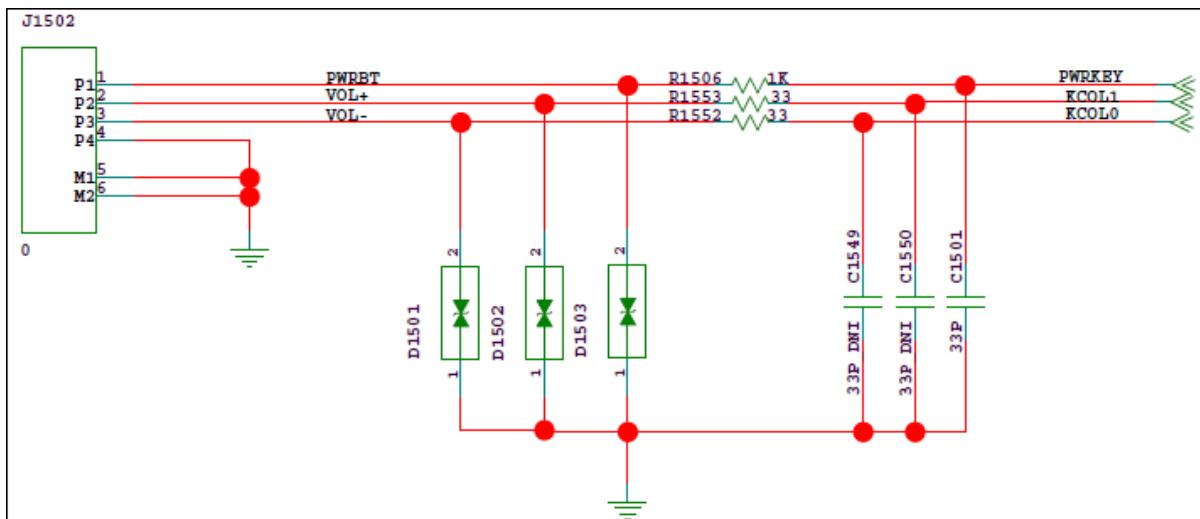 J1502
P1 1 PWRBT R1506 1K PWRKEY
P2 2 VOL+ R1553 33 KCOL1
P3 3 VOL- R1552 33 KCOL0
P4 4
M1 5
M2 6
0
2 2 2
D1501 D1502 D1503
1 1 1
C1549 C1550 C1501
33P DNI 33P DNI 33P